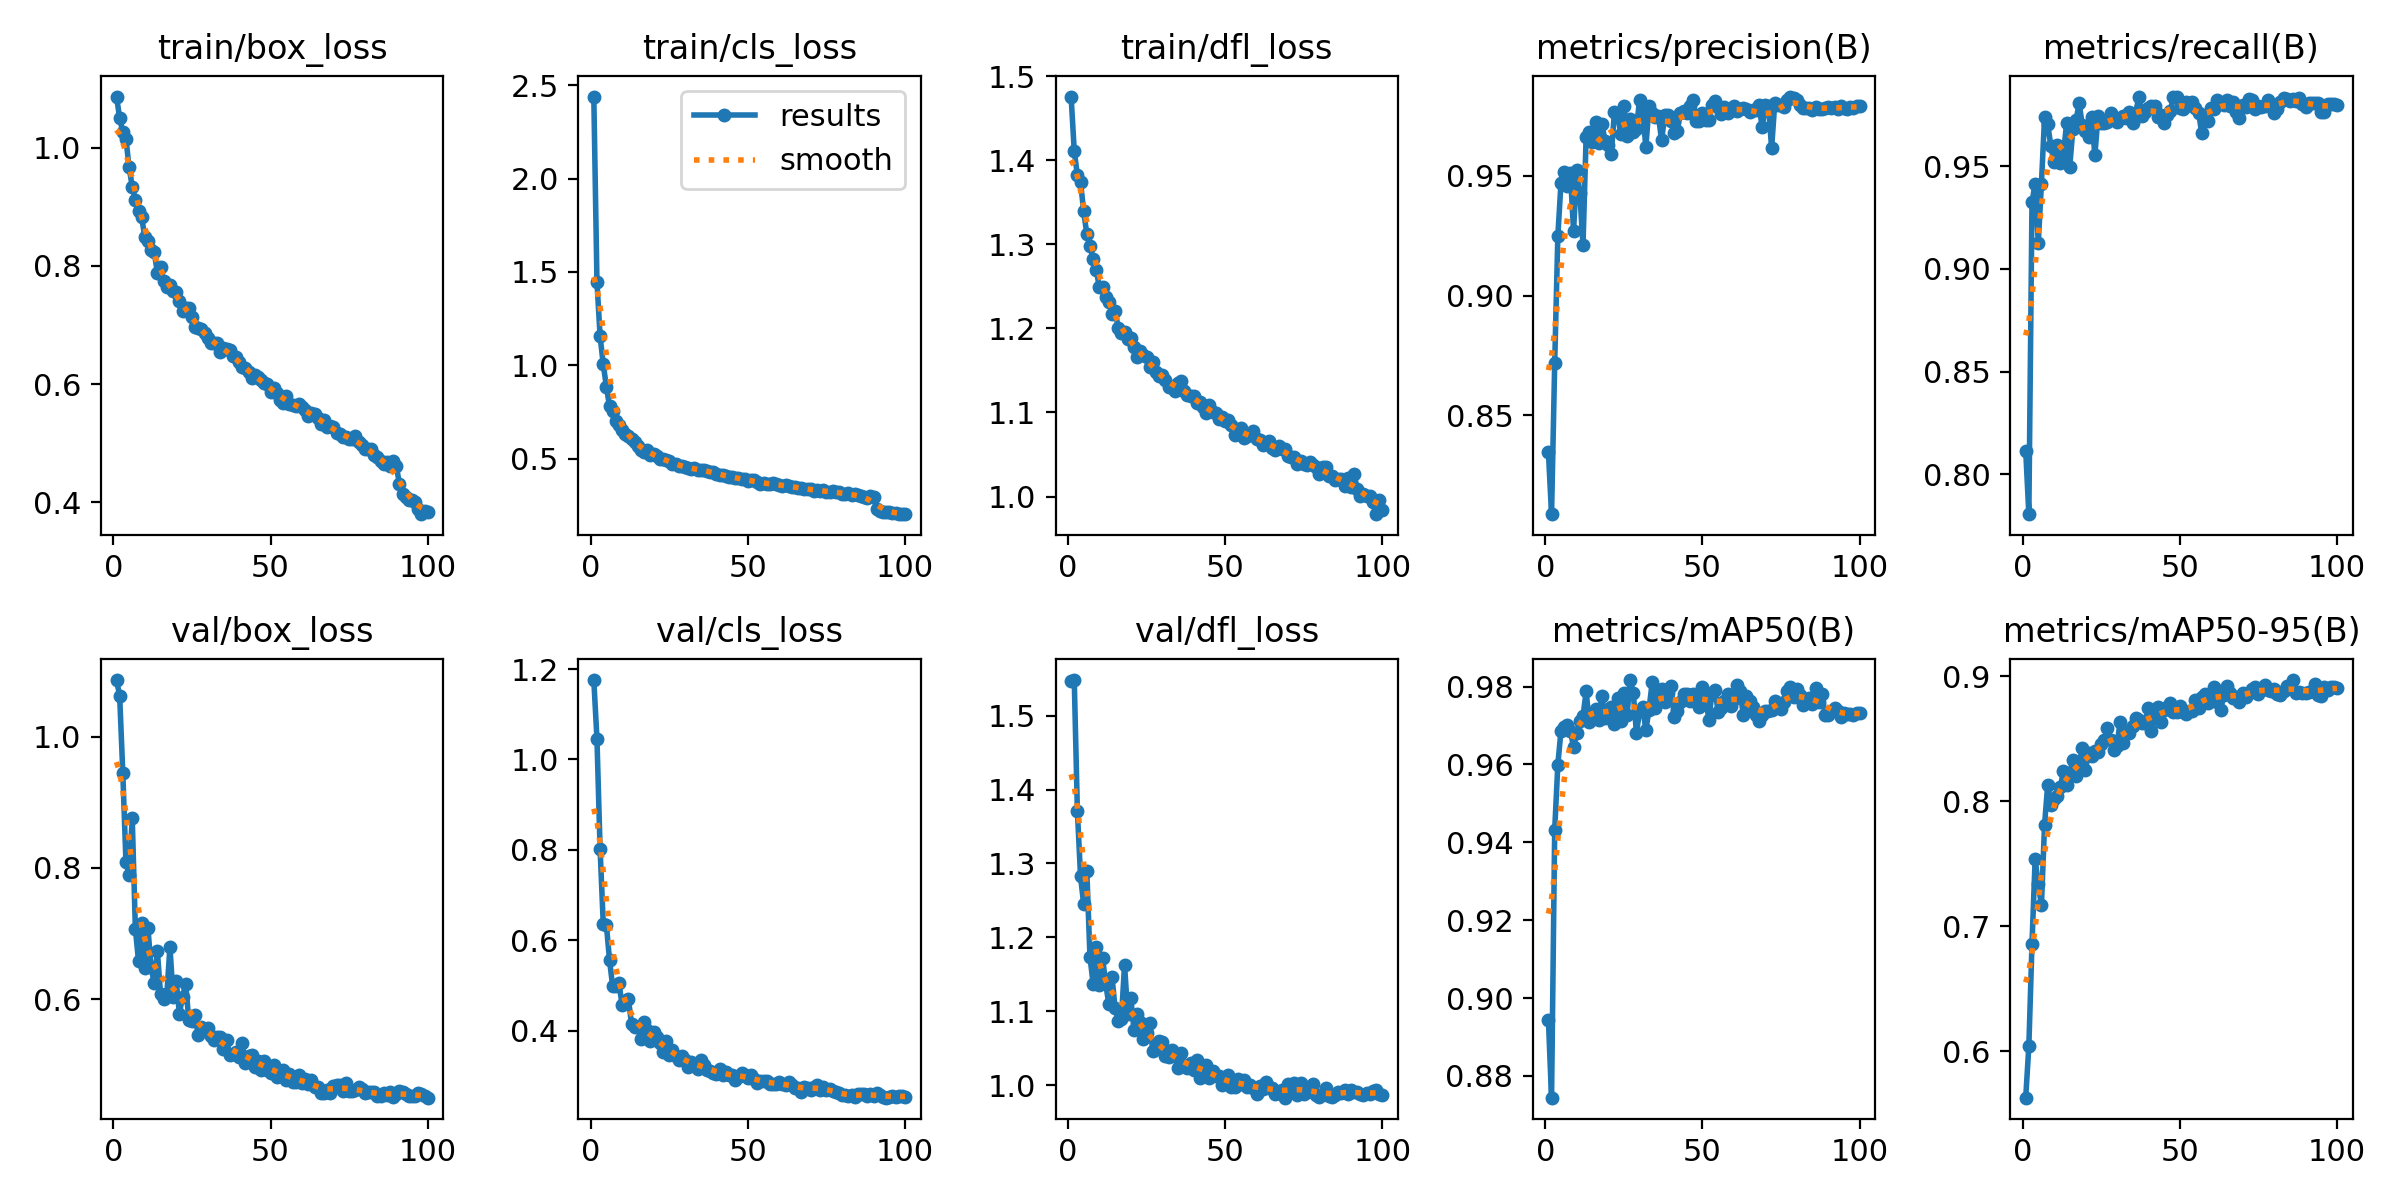 train/box_loss
train/cls_loss
train/dfl_loss
metrics/precision(B)
metrics/recall(B)
1.0
0.8
0.6
0.4
0 50 100
2.5
2.0
1.5
1.0
0.5
results
smooth
0 50 100
1.5
1.4
1.3
1.2
1.1
1.0
0 50 100
0.95
0.90
0.85
0 50 100
0.95
0.90
0.85
0.80
0 50 100
val/box_loss
val/cls_loss
val/dfl_loss
metrics/mAP50(B)
metrics/mAP50-95(B)
1.0
0.8
0.6
0 50 100
1.2
1.0
0.8
0.6
0.4
0 50 100
1.5
1.4
1.3
1.2
1.1
1.0
0 50 100
0.98
0.96
0.94
0.92
0.90
0.88
0 50 100
0.9
0.8
0.7
0.6
0 50 100